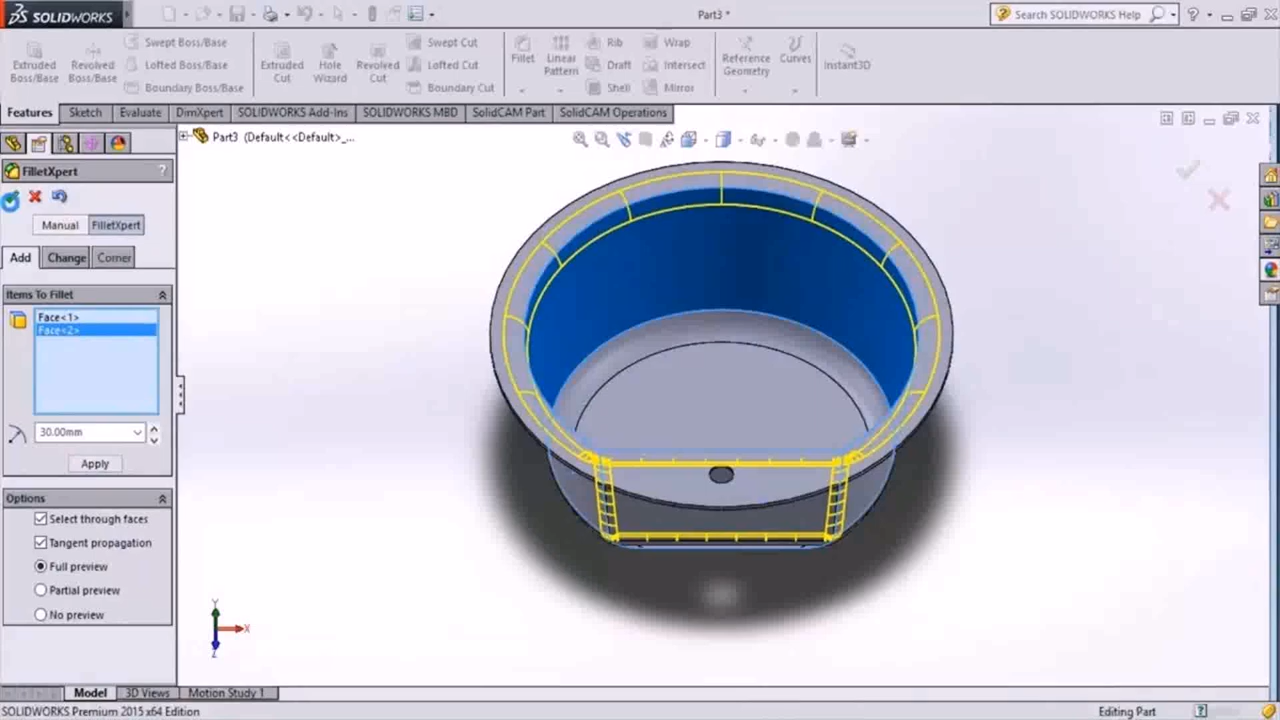 SOLIDWORKS
Part3 *
Search SOLIDWORKS Help
Extruded Boss/Base
Revolved Boss/Base
Swept Boss/Base
Lofted Boss/Base
Boundary Boss/Base
Extruded Cut
Hole Wizard
Revolved Cut
Swept Cut
Lofted Cut
Boundary Cut
Fillet
Linear Pattern
Rib
Draft
Shell
Wrap
Intersect
Mirror
Reference Geometry
Curves
Instant3D
Features Sketch Evaluate DimXpert SOLIDWORKS Add-Ins SOLIDWORKS MBD SolidCAM Part SolidCAM Operations
Part3 (Default<<Default>_...
FilletXpert ?
Manual FilletXpert
Add Change Corner
Items To Fillet
Face<1>
Face<2>
30.00mm
Apply
Options
Select through faces
Tangent propagation
Full preview
Partial preview
No preview
Y
X
Z
Model 3D Views Motion Study 1
SOLIDWORKS Premium 2015 x64 Edition
Editing Part